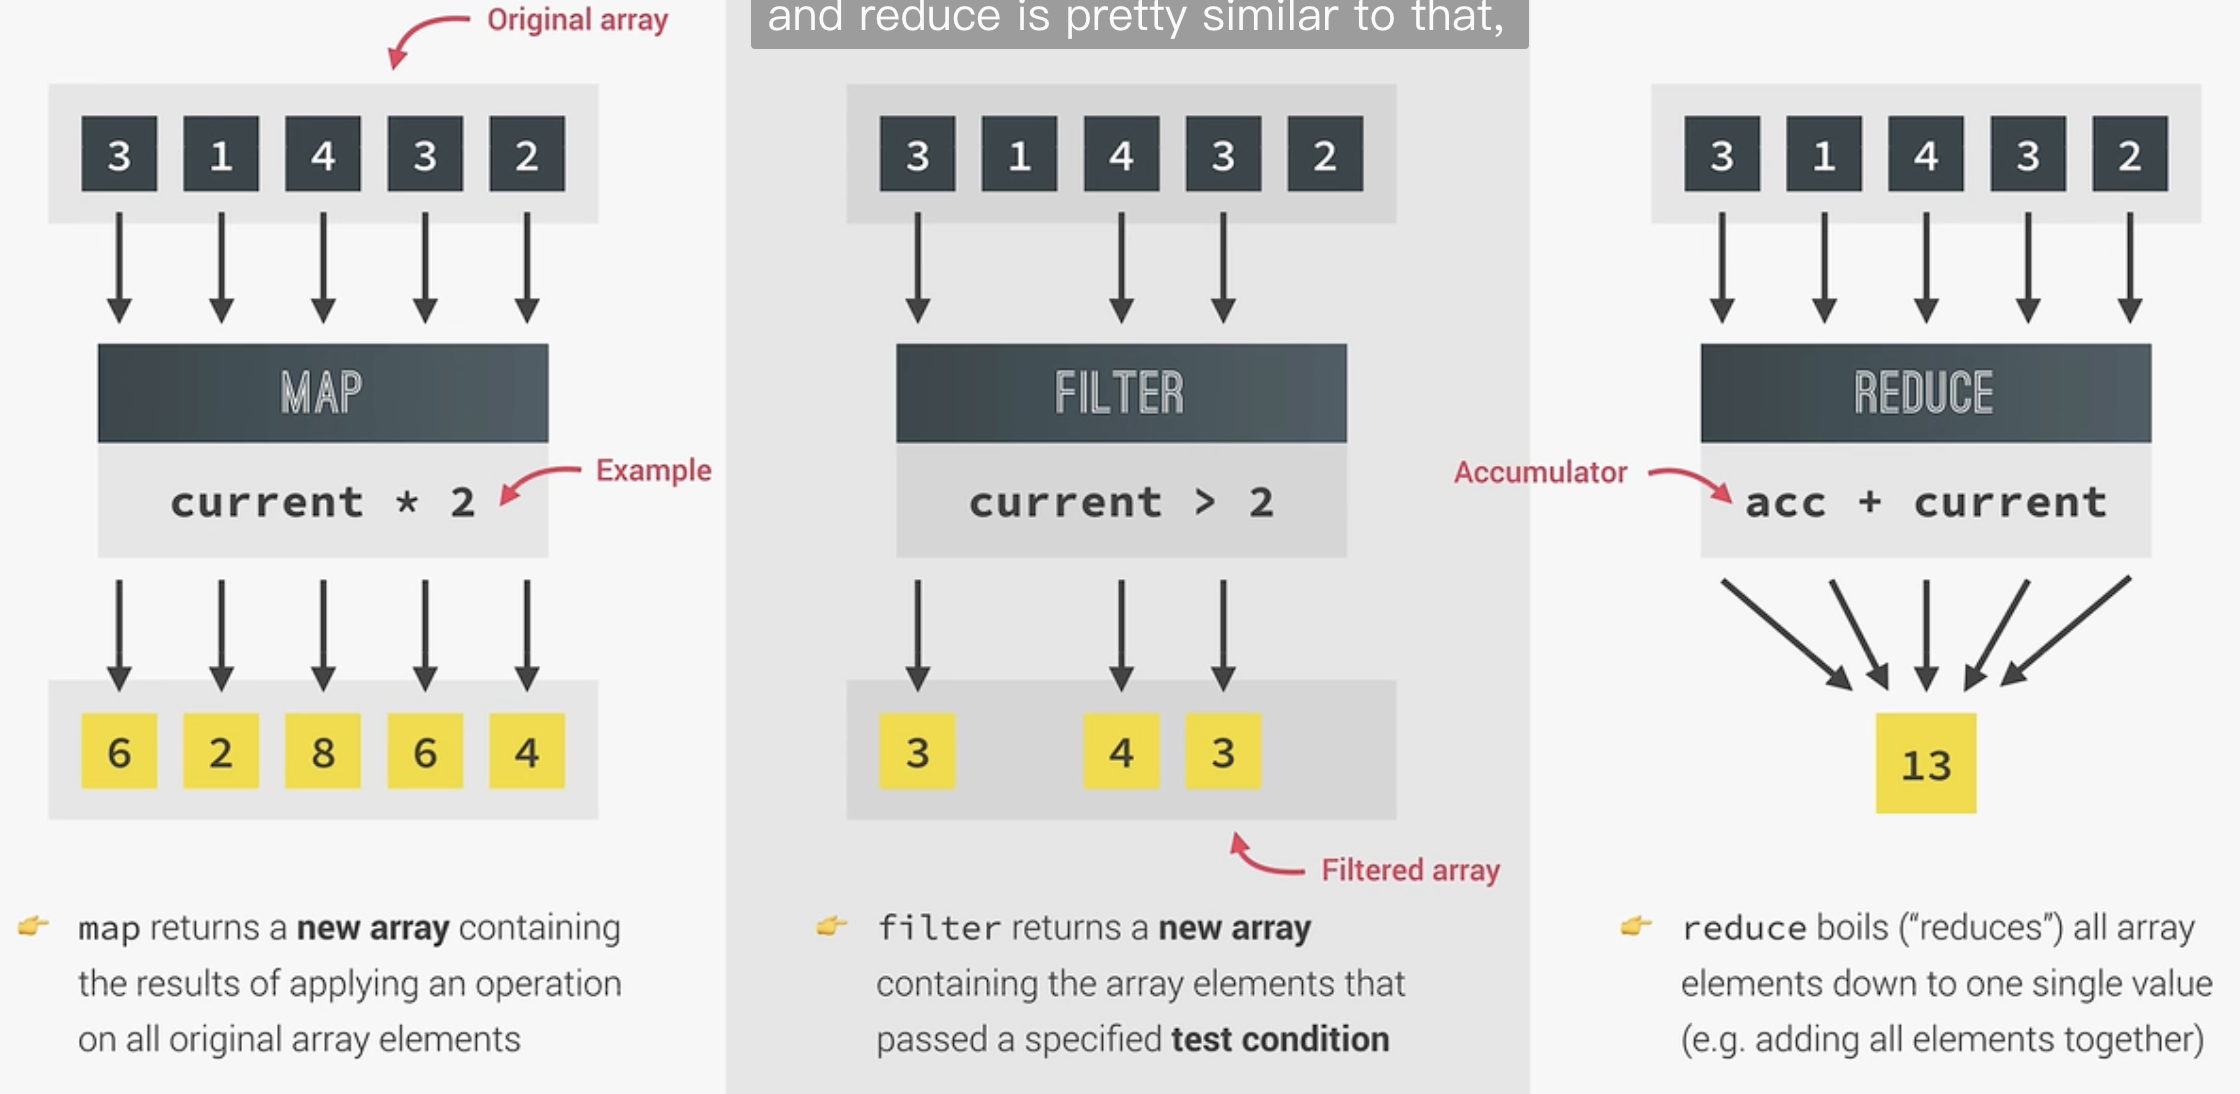 and reduce is pretty similar to that,
Original array
3 1 4 3 2
MAP
current * 2
Example
6 2 8 6 4
👉 map returns a new array containing
the results of applying an operation
on all original array elements
3 1 4 3 2
FILTER
current > 2
3 4 3
Filtered array
👉 filter returns a new array
containing the array elements that
passed a specified test condition
3 1 4 3 2
REDUCE
Accumulator
acc + current
13
👉 reduce boils (“reduces”) all array
elements down to one single value
(e.g. adding all elements together)